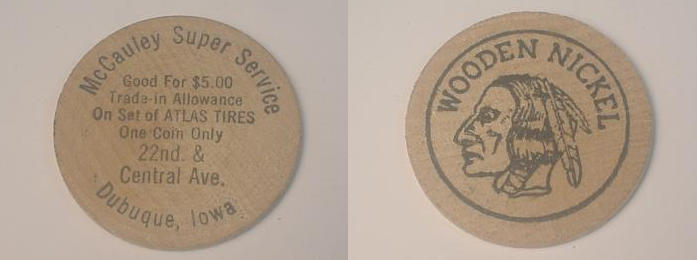 McCauley Super Service
Good For $5.00
Trade-in Allowance
On Set of ATLAS TIRES
One Coin Only
22nd. &
Central Ave.
Dubuque, Iowa
WOODEN NICKEL